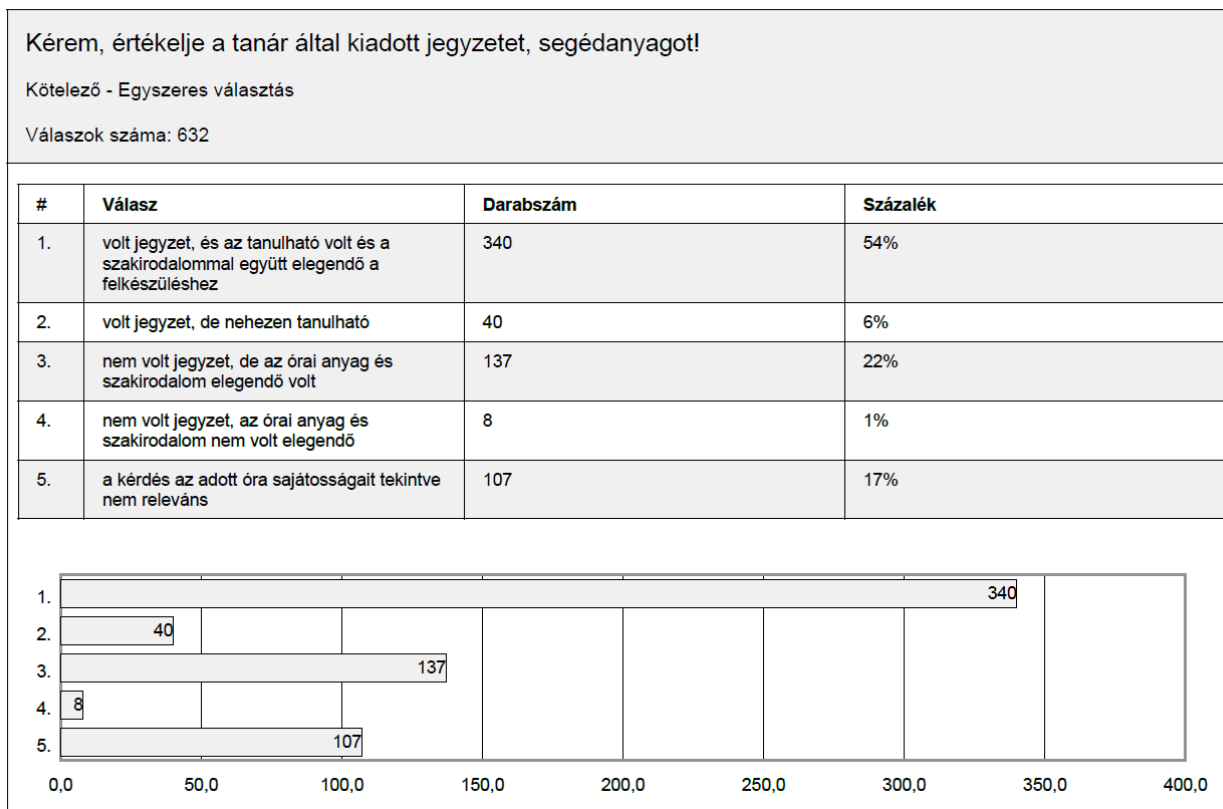 Kérem, értékelje a tanár által kiadott jegyzetet, segédanyagot!
Kötelező - Egyszeres választás
Válaszok száma: 632
# Válasz Darabszám Százalék
1. volt jegyzet, és az tanulható volt és a 340 54%
szakirodalommal együtt elegendő a
felkészüléshez
2. volt jegyzet, de nehezen tanulható 40 6%
3. nem volt jegyzet, de az órai anyag és 137 22%
szakirodalom elegendő volt
4. nem volt jegyzet, az órai anyag és 8 1%
szakirodalom nem volt elegendő
5. a kérdés az adott óra sajátosságait tekintve 107 17%
nem releváns
1. 340
2. 40
3. 137
4. 8
5. 107
0,0 50,0 100,0 150,0 200,0 250,0 300,0 350,0 400,0